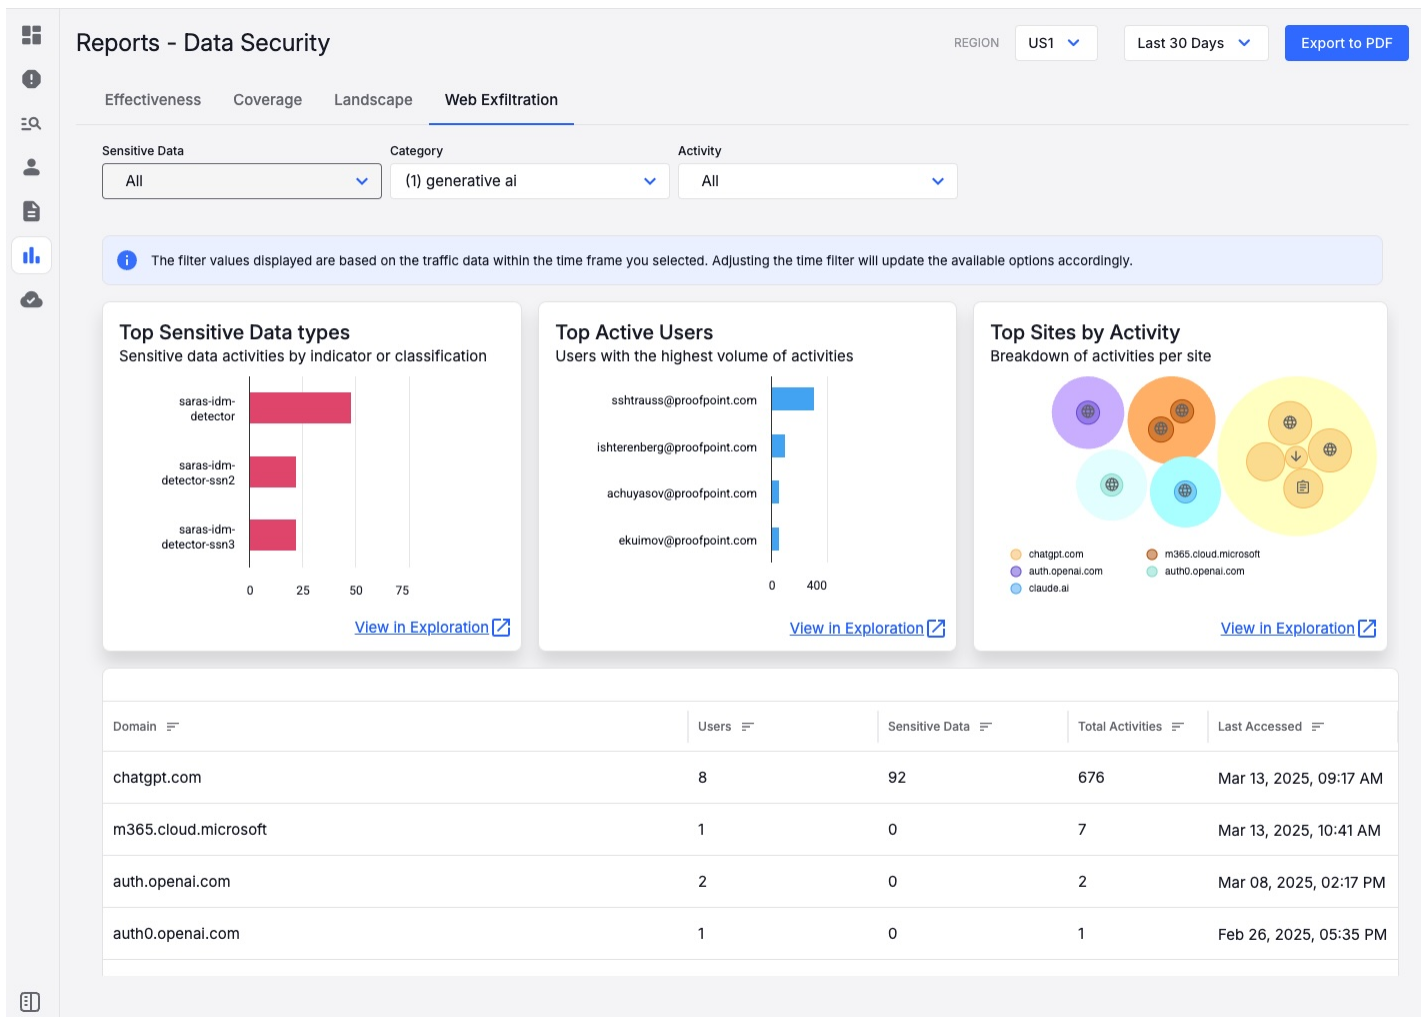 Reports - Data Security
REGION
US1
Last 30 Days
Export to PDF
Effectiveness
Coverage
Landscape
Web Exfiltration
Sensitive Data
Category
Activity
All
(1) generative ai
All
The filter values displayed are based on the traffic data within the time frame you selected. Adjusting the time filter will update the available options accordingly.
Top Sensitive Data types
Sensitive data activities by indicator or classification
saras-idm-
detector
saras-idm-
detector-ssn2
saras-idm-
detector-ssn3
0 25 50 75
View in Exploration
Top Active Users
Users with the highest volume of activities
sshtrauss@proofpoint.com
ishterenberg@proofpoint.com
achuyasov@proofpoint.com
ekuimov@proofpoint.com
0 400
View in Exploration
Top Sites by Activity
Breakdown of activities per site
chatgpt.com
m365.cloud.microsoft
auth.openai.com
auth0.openai.com
claude.ai
View in Exploration
Domain Users Sensitive Data Total Activities Last Accessed
chatgpt.com 8 92 676 Mar 13, 2025, 09:17 AM
m365.cloud.microsoft 1 0 7 Mar 13, 2025, 10:41 AM
auth.openai.com 2 0 2 Mar 08, 2025, 02:17 PM
auth0.openai.com 1 0 1 Feb 26, 2025, 05:35 PM